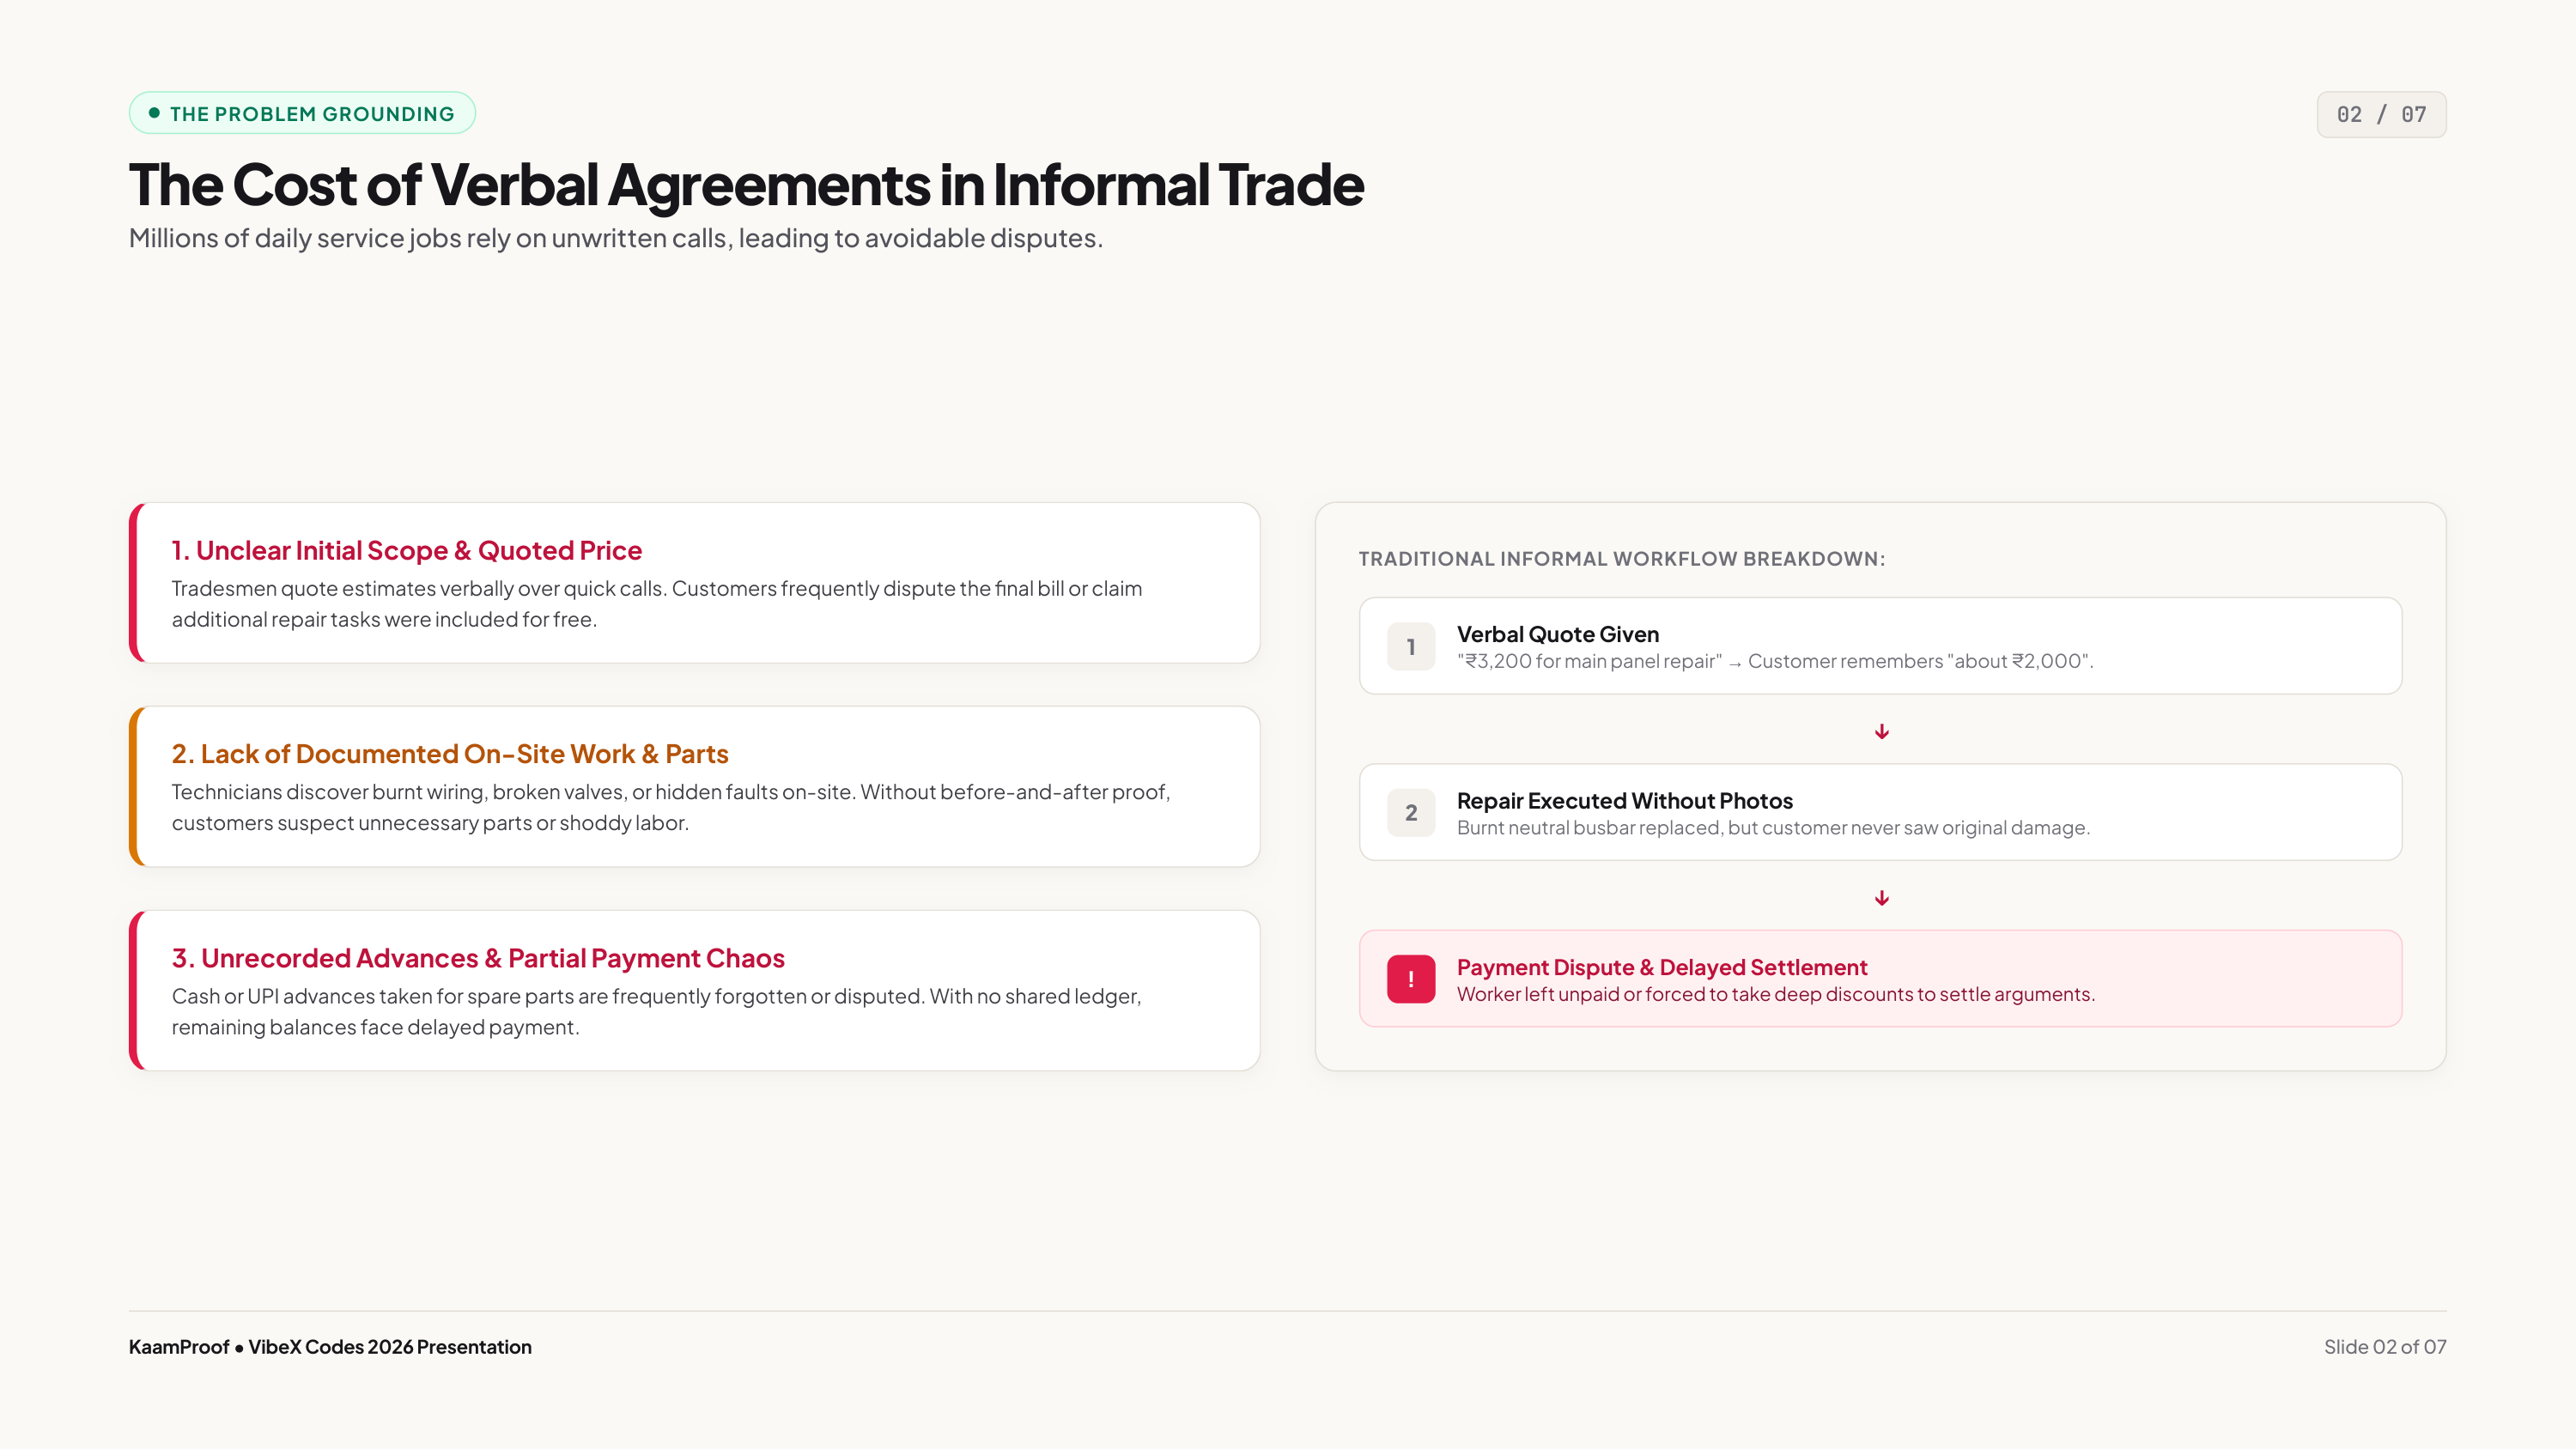 THE PROBLEM GROUNDING
02 / 07
The Cost of Verbal Agreements in Informal Trade
Millions of daily service jobs rely on unwritten calls, leading to avoidable disputes.
1. Unclear Initial Scope & Quoted Price
Tradesmen quote estimates verbally over quick calls. Customers frequently dispute the final bill or claim
additional repair tasks were included for free.
2. Lack of Documented On-Site Work & Parts
Technicians discover burnt wiring, broken valves, or hidden faults on-site. Without before-and-after proof,
customers suspect unnecessary parts or shoddy labor.
3. Unrecorded Advances & Partial Payment Chaos
Cash or UPI advances taken for spare parts are frequently forgotten or disputed. With no shared ledger,
remaining balances face delayed payment.
TRADITIONAL INFORMAL WORKFLOW BREAKDOWN:
1
Verbal Quote Given
"₹3,200 for main panel repair" → Customer remembers "about ₹2,000".
↓
2
Repair Executed Without Photos
Burnt neutral busbar replaced, but customer never saw original damage.
↓
!
Payment Dispute & Delayed Settlement
Worker left unpaid or forced to take deep discounts to settle arguments.
KaamProof • VibeX Codes 2026 Presentation
Slide 02 of 07